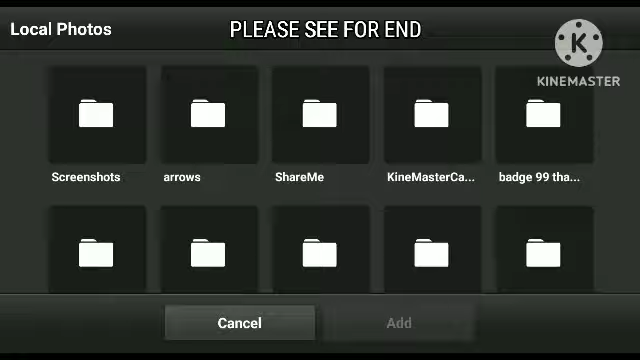 Local Photos
PLEASE SEE FOR END
K
KINEMASTER
Screenshots
arrows
ShareMe
KineMasterCa...
badge 99 tha...
Cancel
Add